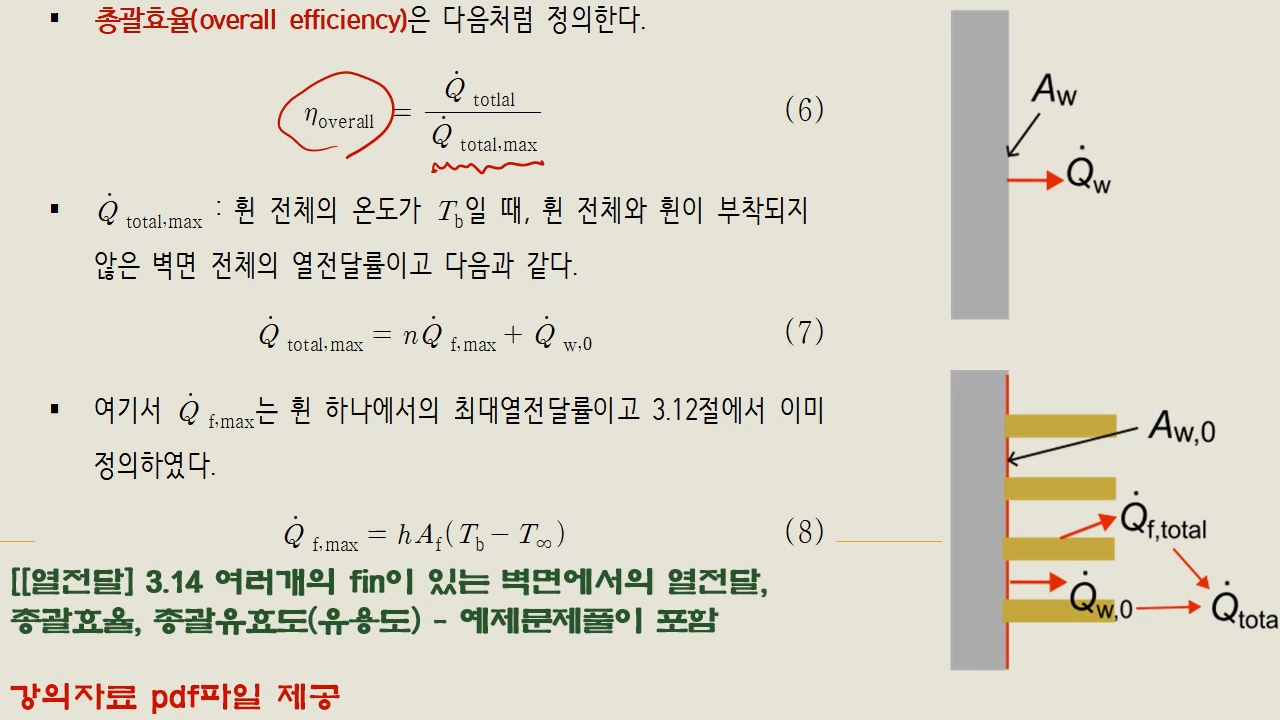 ▪ 총괄효율(overall efficiency)은 다음처럼 정의한다.
η_overall = Q̇_totlal / Q̇_total,max (6)
▪ Q̇_total,max : 휜 전체의 온도가 T_b일 때, 휜 전체와 휜이 부착되지
않은 벽면 전체의 열전달률이고 다음과 같다.
Q̇_total,max = nQ̇_f,max + Q̇_w,0 (7)
▪ 여기서 Q̇_f,max는 휜 하나에서의 최대열전달률이고 3.12절에서 이미
정의하였다.
Q̇_f,max = hA_f(T_b − T_∞) (8)
[[열전달] 3.14 여러개의 fin이 있는 벽면에서의 열전달,
총괄효율, 총괄유효도(유용도) - 예제문제풀이 포함
강의자료 pdf파일 제공
A_w
Q̇_w
A_w,0
Q̇_f,total
Q̇_w,0
Q̇_tota